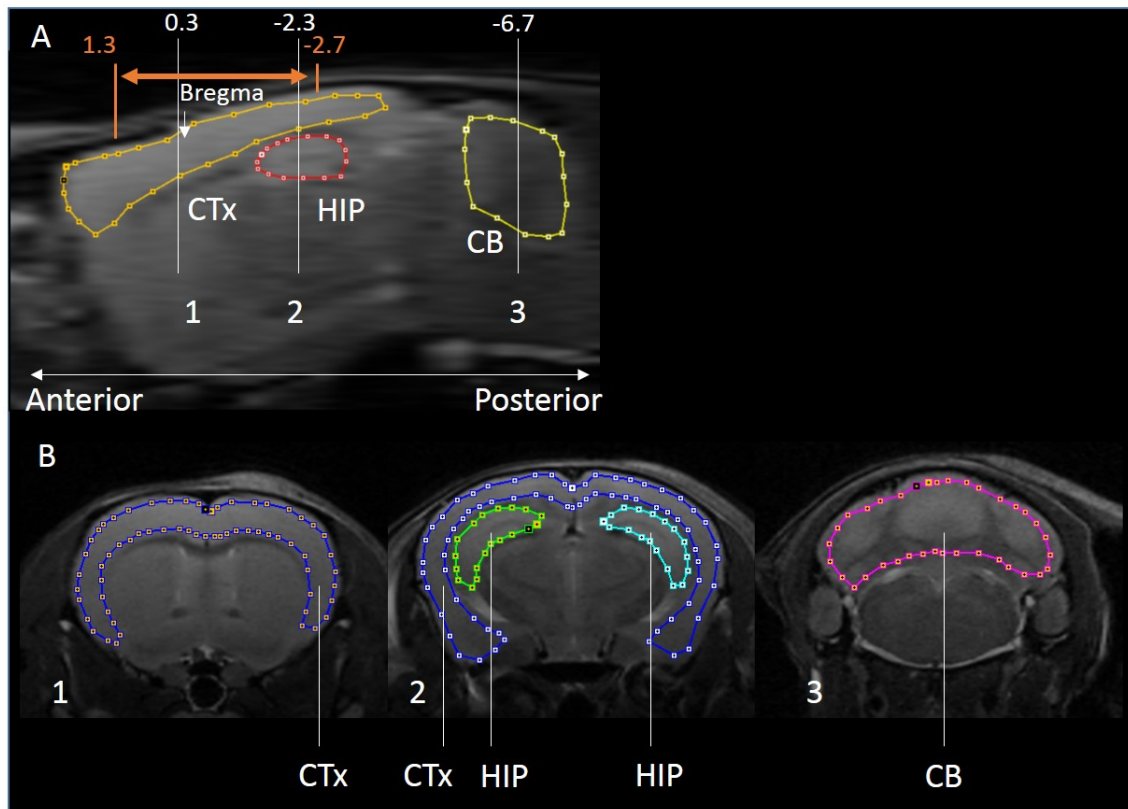 A
0.3
-2.3
-6.7
1.3
-2.7
Bregma
CTx
HIP
CB
1
2
3
Anterior
Posterior
B
1
2
3
CTx
CTx
HIP
HIP
CB